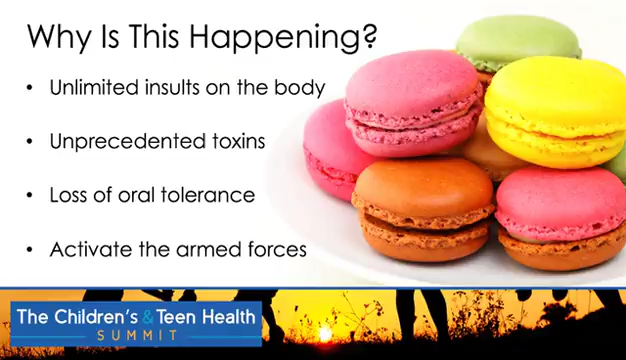 Why Is This Happening?
• Unlimited insults on the body
• Unprecedented toxins
• Loss of oral tolerance
• Activate the armed forces
The Children's & Teen Health
SUMMIT